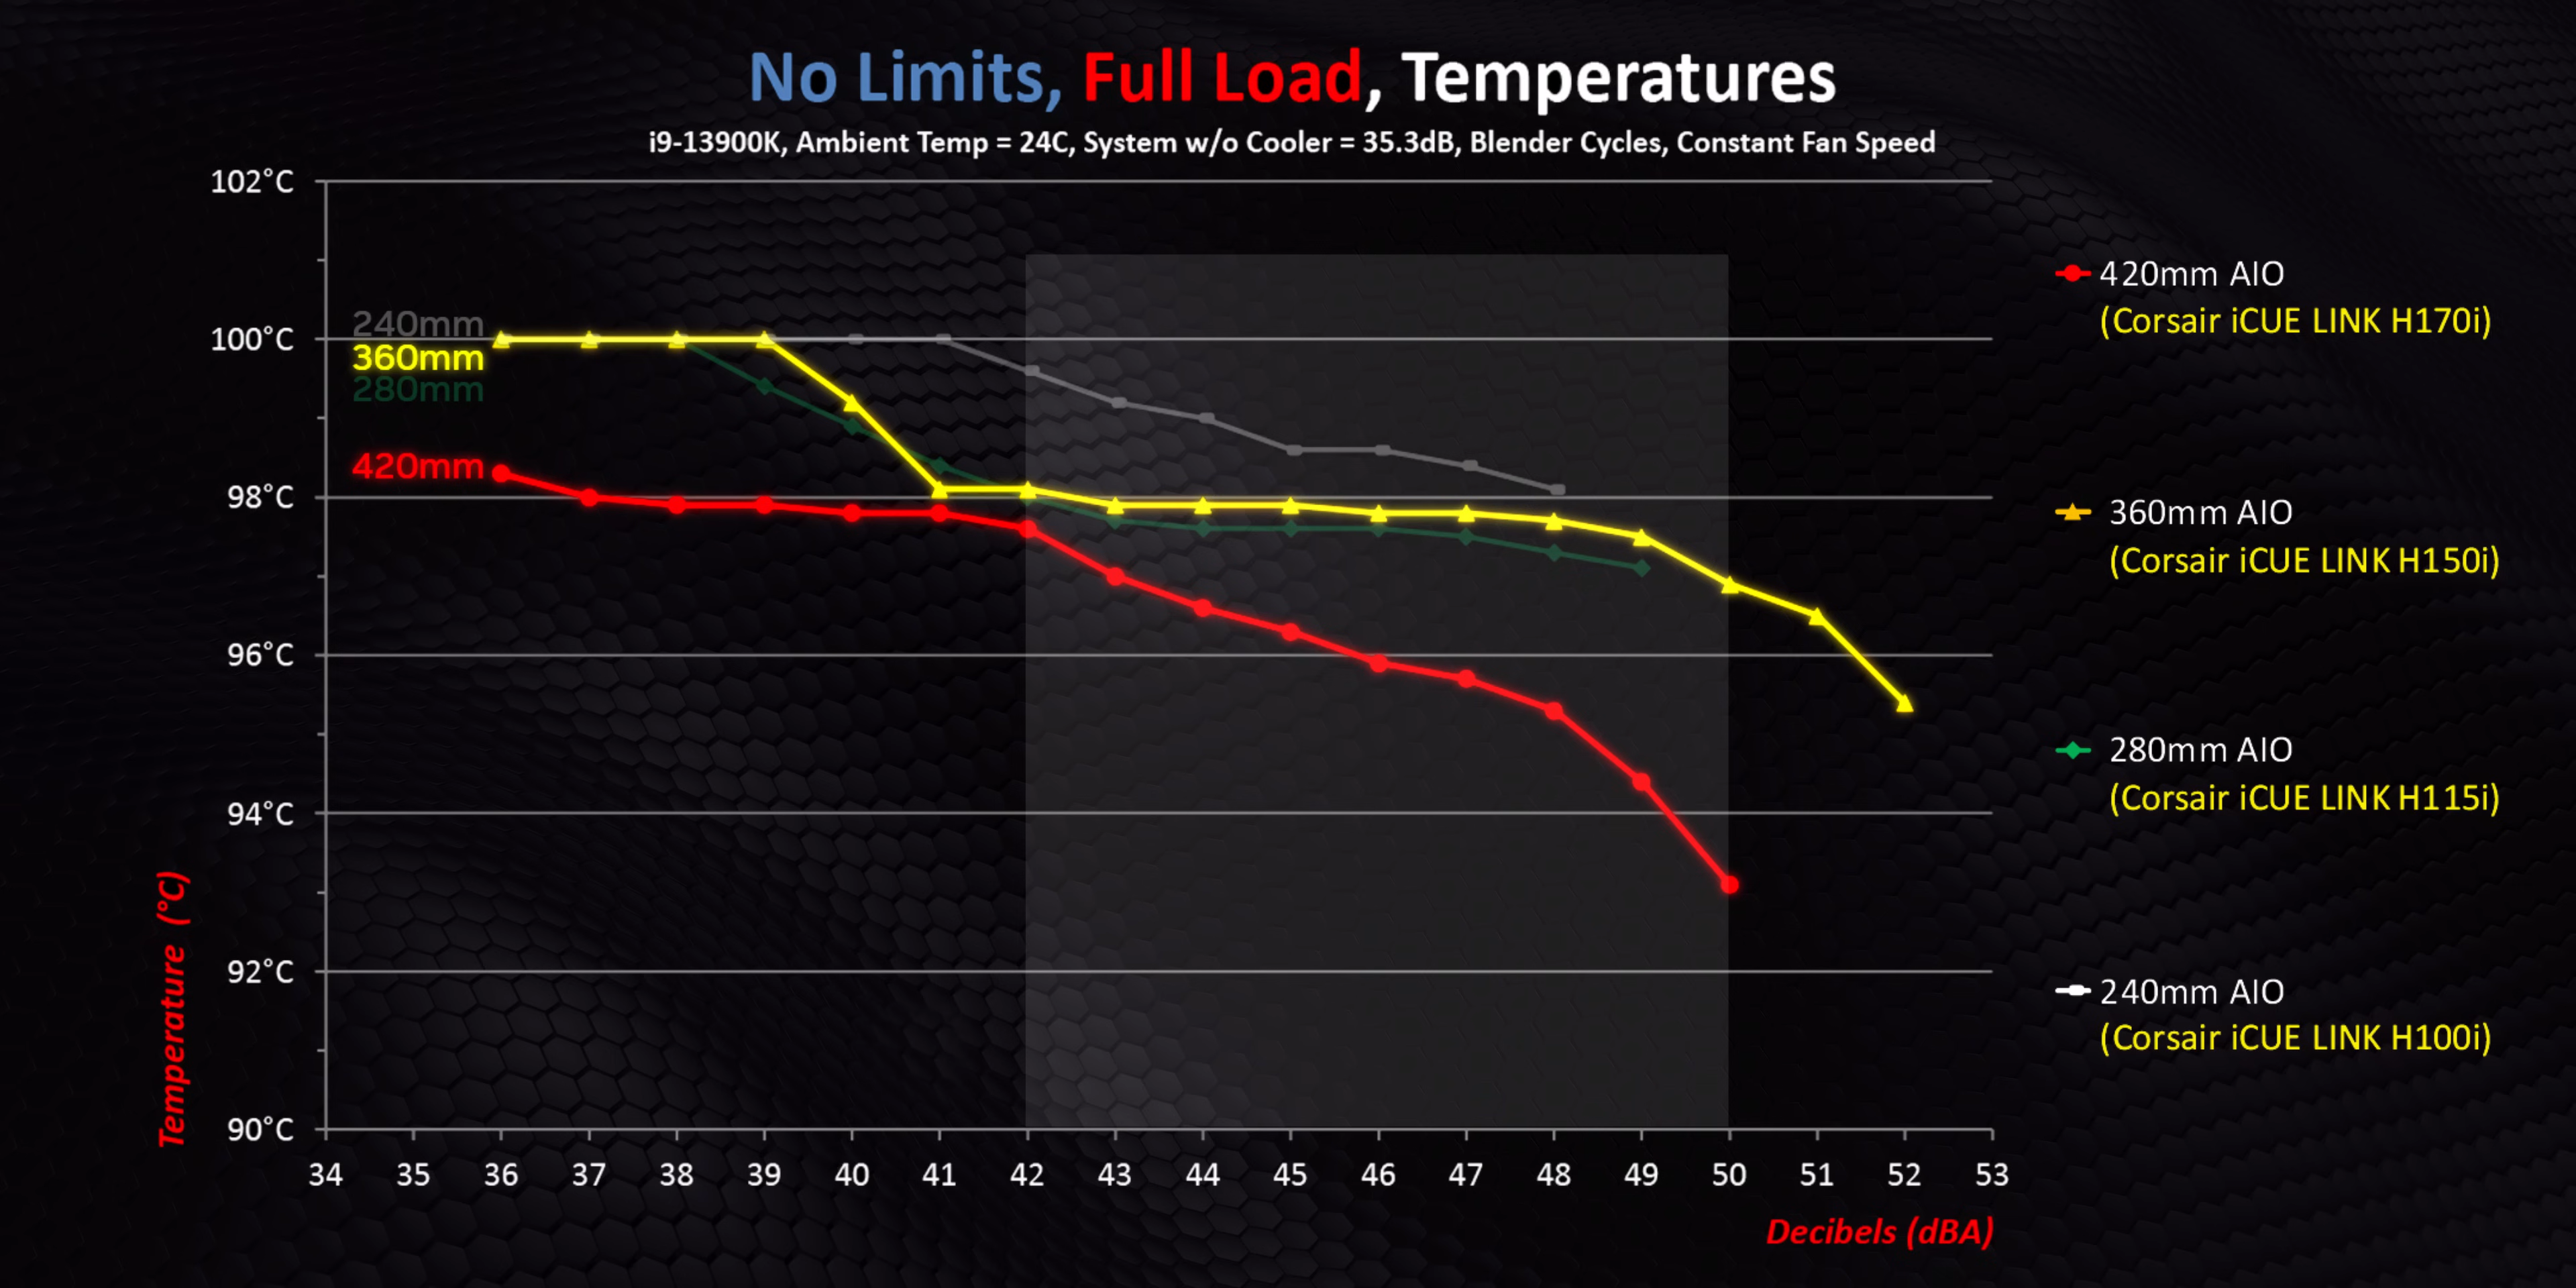 No Limits, Full Load, Temperatures
i9-13900K, Ambient Temp = 24C, System w/o Cooler = 35.3dB, Blender Cycles, Constant Fan Speed
102°C
100°C
98°C
96°C
94°C
92°C
90°C
Temperature (°C)
240mm
360mm
280mm
420mm
34 35 36 37 38 39 40 41 42 43 44 45 46 47 48 49 50 51 52 53
Decibels (dBA)
420mm AIO
(Corsair iCUE LINK H170i)
360mm AIO
(Corsair iCUE LINK H150i)
280mm AIO
(Corsair iCUE LINK H115i)
240mm AIO
(Corsair iCUE LINK H100i)